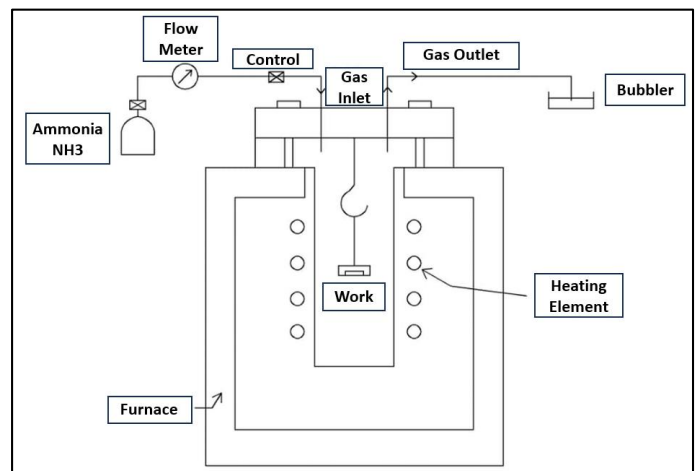 Flow
Meter
Control
Gas Outlet
Gas
Inlet
Bubbler
Ammonia
NH3
Work
Heating
Element
Furnace